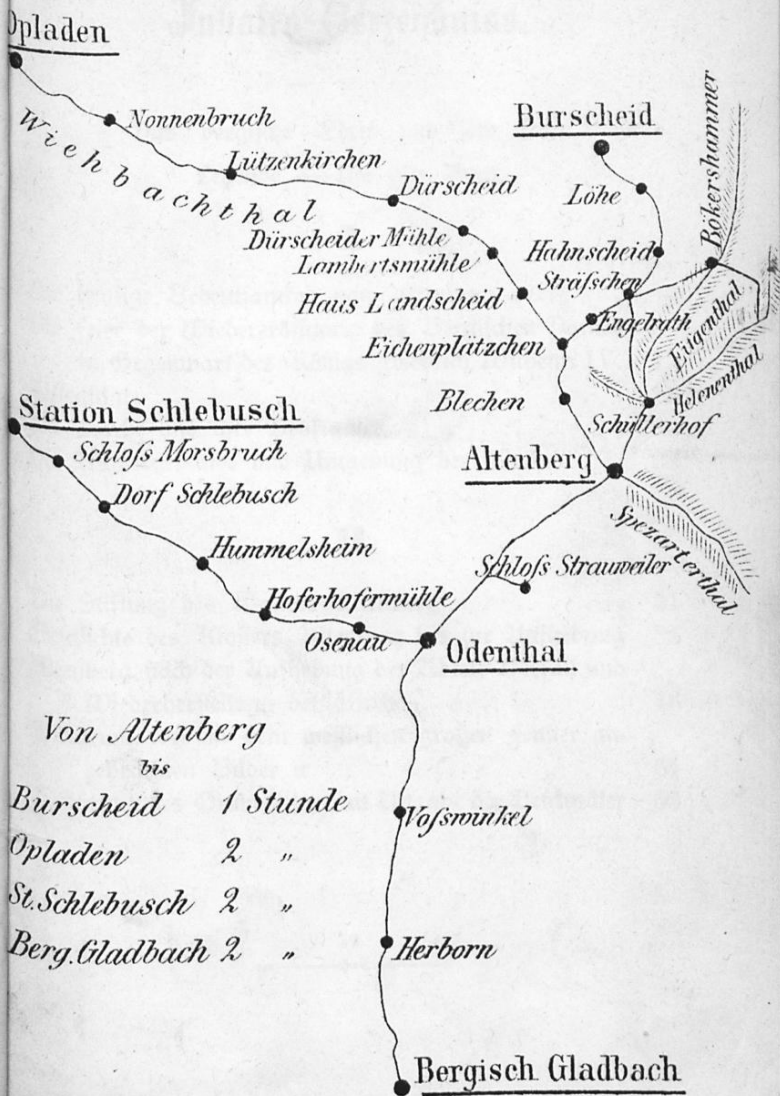 Opladen
Nonnenbruch
Wiehbachthal
Lützenkirchen
Dürscheid
Dürscheider Mühle
Lambertsmühle
Haus Landscheid
Eichenplätzchen
Blechen
Burscheid
Löhe
Hahnscheid
Sträfschen
Engelrath
Bökershammer
Eifgenthal
Helenenthal
Schüllerhof
Altenberg
Spezarterthal
Station Schlebusch
Schloſs Morsbruch
Dorf Schlebusch
Hummelsheim
Hoferhofermühle
Osenau
Schloſs Strauweiler
Odenthal
Voſswinkel
Herborn
Bergisch Gladbach
Von Altenberg
bis
Burscheid 1 Stunde
Opladen 2 „
St. Schlebusch 2 „
Berg. Gladbach 2 „